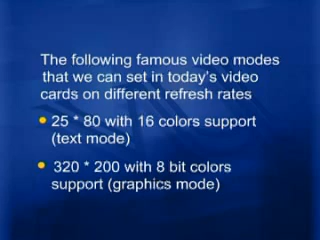 The following famous video modes
that we can set in today's video
cards on different refresh rates
25 * 80 with 16 colors support
(text mode)
320 * 200 with 8 bit colors
support (graphics mode)